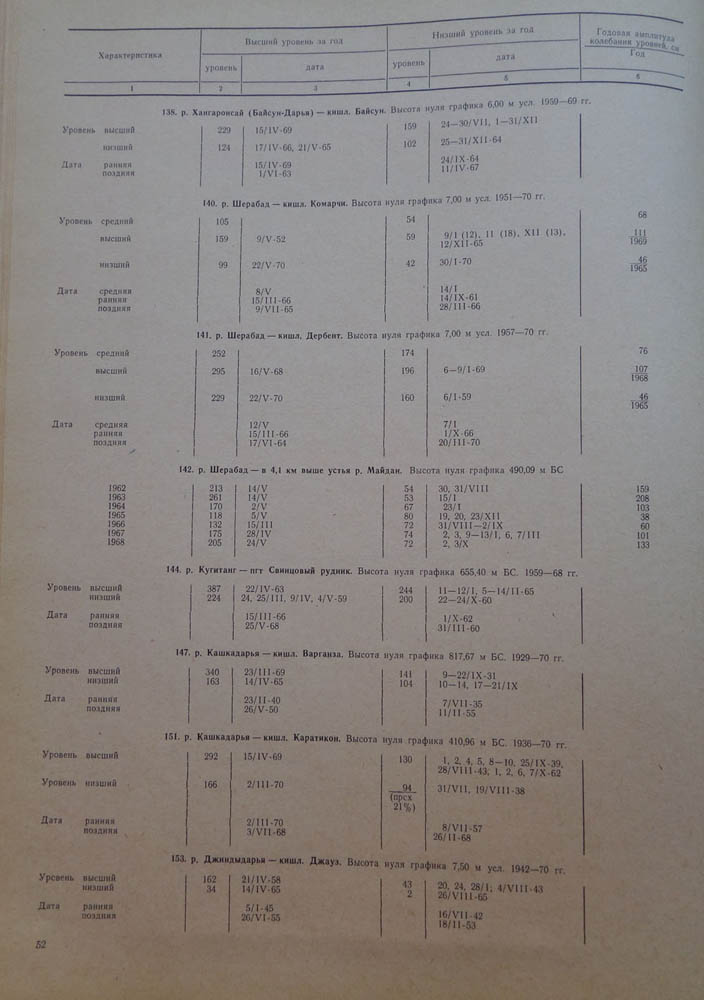 Характеристика Высший уровень за год Низший уровень за год Годовая амплитуда колебания уровней, см
уровень дата уровень дата Год
1 2 3 4 5 6
138. р. Хангаронсай (Байсун-Дарья) — кишл. Байсун. Высота нуля графика 6,00 м усл. 1959—69 гг.
Уровень высший 229 15/IV-69 159 24—30/VII, 1—31/XII
низший 124 17/IV-66, 21/V-65 102 25—31/XII-64
Дата ранняя 15/IV-69 24/IX-64
поздняя 1/VI-63 11/IV-67
140. р. Шерабад — кишл. Комарчи. Высота нуля графика 7,00 м усл. 1951—70 гг.
Уровень средний 105 54 68
высший 159 9/V-52 59 9/I (12), II (18), XII (13), 111
12/XII-65 1969
низший 99 22/V-70 42 30/I-70 46
1965
Дата средняя 8/V 14/I
ранняя 15/III-66 14/IX-61
поздняя 9/VII-65 28/III-66
141. р. Шерабад — кишл. Дербент. Высота нуля графика 7,00 м усл. 1957—70 гг.
Уровень средний 252 174 76
высший 295 16/V-68 196 6—9/I-69 107
1968
низший 229 22/V-70 160 6/I-59 46
1965
Дата средняя 12/V 7/I
ранняя 15/III-66 1/X-66
поздняя 17/VI-64 20/III-70
142. р. Шерабад — в 4,1 км выше устья р. Майдан. Высота нуля графика 490,09 м БС
1962 213 14/V 54 30, 31/VIII 159
1963 261 14/V 53 15/I 208
1964 170 2/V 67 23/I 103
1965 118 5/V 80 19, 20, 23/XII 38
1966 132 15/III 72 31/VIII—2/IX 60
1967 175 28/IV 74 2, 3, 9—13/I, 6, 7/III 101
1968 205 24/V 72 2, 3/X 133
144. р. Кугитанг — пгт Свинцовый рудник. Высота нуля графика 655,40 м БС. 1959—68 гг.
Уровень высший 387 22/IV-63 244 11—12/I, 5—14/II-65
низший 224 24, 25/III, 9/IV, 4/V-59 200 22—24/X-60
Дата ранняя 15/III-66 1/X-62
поздняя 25/V-68 31/III-60
147. р. Кашкадарья — кишл. Варганза. Высота нуля графика 817,67 м БС. 1929—70 гг.
Уровень высший 340 23/III-69 141 9—22/IX-31
низший 163 14/IV-65 104 10—14, 17—21/IX
Дата ранняя 23/II-40 7/VII-35
поздняя 26/V-50 11/II-55
151. р. Кашкадарья — кишл. Каратикон. Высота нуля графика 410,96 м БС. 1936—70 гг.
Уровень высший 292 15/IV-69 130 1, 2, 4, 5, 8—10, 25/IX-39,
28/VIII-43, 1, 2, 6, 7/X-62
Уровень низший 166 2/III-70 94 31/VII, 19/VIII-38
(прсх
21%)
Дата ранняя 2/III-70 8/VII-57
поздняя 3/VII-68 26/II-68
153. р. Джиндыдарья — кишл. Джауз. Высота нуля графика 7,50 м усл. 1942—70 гг.
Уровень высший 162 21/IV-58 43 20, 24, 28/I; 4/VIII-43
низший 34 14/IV-65 2 26/VIII-65
Дата ранняя 5/I-45 16/VII-42
поздняя 26/VI-55 18/II-53
52